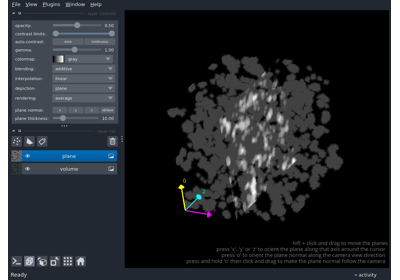 File View Plugins Window Help
opacity: 0.50
contrast limits:
auto-contrast: once continuous
gamma: 1.00
colormap: gray
blending: additive
interpolation: linear
depiction: plane
rendering: average
plane normal: x y z oblique
plane thickness: 10.00
plane
volume
0
2
hift + click and drag to move the planes
press 'x', 'y' or 'z' to orient the plane along that axis around the cursor
press 'o' to orient the plane normal along the camera view direction
press and hold 'o' then click and drag to make the plane normal follow the camera
Ready
activity